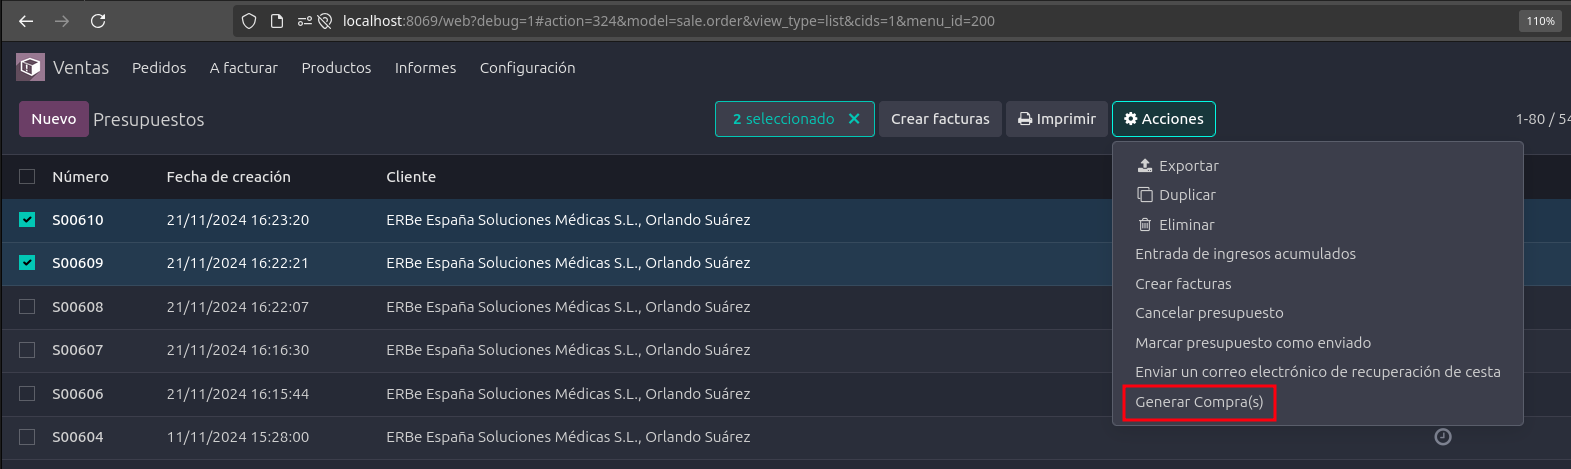 localhost:8069/web?debug=1#action=324&model=sale.order&view_type=list&cids=1&menu_id=200 110%
Ventas Pedidos A facturar Productos Informes Configuración
Nuevo Presupuestos 2 seleccionado Crear facturas Imprimir Acciones 1-80 / 54
Número Fecha de creación Cliente
S00610 21/11/2024 16:23:20 ERBe España Soluciones Médicas S.L., Orlando Suárez
S00609 21/11/2024 16:22:21 ERBe España Soluciones Médicas S.L., Orlando Suárez
S00608 21/11/2024 16:22:07 ERBe España Soluciones Médicas S.L., Orlando Suárez
S00607 21/11/2024 16:16:30 ERBe España Soluciones Médicas S.L., Orlando Suárez
S00606 21/11/2024 16:15:44 ERBe España Soluciones Médicas S.L., Orlando Suárez
S00604 11/11/2024 15:28:00 ERBe España Soluciones Médicas S.L., Orlando Suárez
Exportar
Duplicar
Eliminar
Entrada de ingresos acumulados
Crear facturas
Cancelar presupuesto
Marcar presupuesto como enviado
Enviar un correo electrónico de recuperación de cesta
Generar Compra(s)